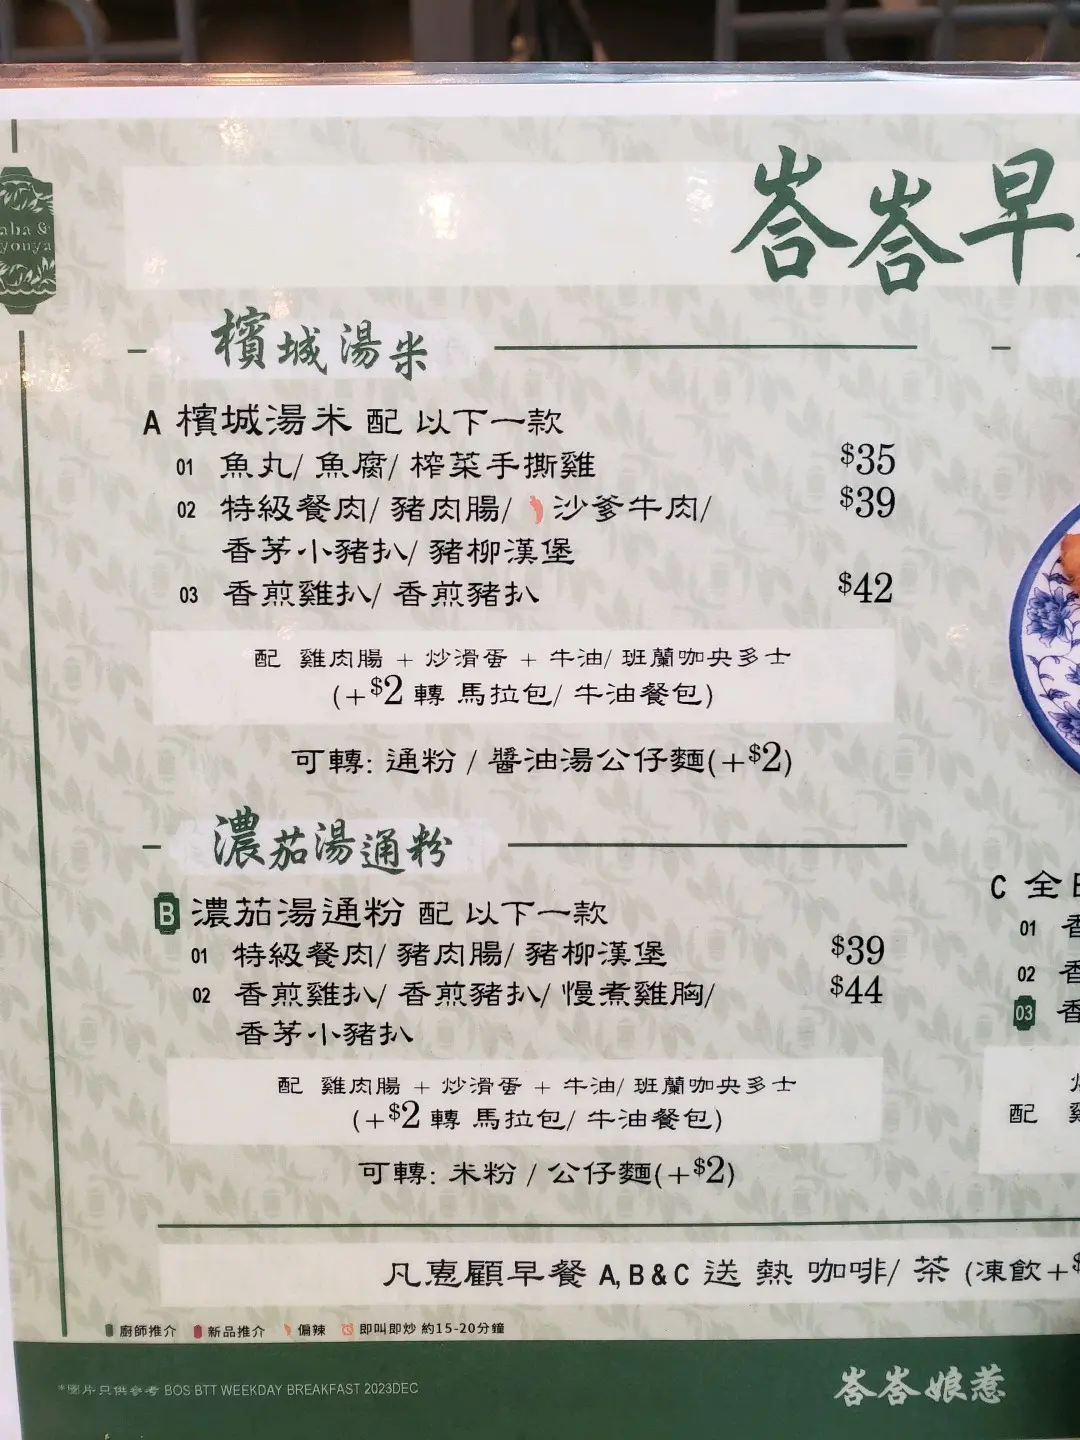 峇峇早
aba &
yonya
檳城湯米
A 檳城湯米 配 以下一款
01 魚丸/ 魚腐/ 榨菜手撕雞 $35
02 特級餐肉/ 豬肉腸/ 沙爹牛肉/ $39
香茅小豬扒/ 豬柳漢堡
03 香煎雞扒/ 香煎豬扒 $42
配 雞肉腸 + 炒滑蛋 + 牛油/ 班蘭咖央多士
(+$2 轉 馬拉包/ 牛油餐包)
可轉: 通粉 / 醬油湯公仔麵(+$2)
濃茄湯通粉
B 濃茄湯通粉 配 以下一款
01 特級餐肉/ 豬肉腸/ 豬柳漢堡 $39
02 香煎雞扒/ 香煎豬扒/ 慢煮雞胸/ $44
香茅小豬扒
配 雞肉腸 + 炒滑蛋 + 牛油/ 班蘭咖央多士
(+$2 轉 馬拉包/ 牛油餐包)
可轉: 米粉 / 公仔麵(+$2)
C 全
01 香
02 香
03 香
配 雞
凡惠顧早餐 A, B & C 送 熱 咖啡/ 茶 (凍飲+$
廚師推介 新品推介 偏辣 即叫即炒 約15-20分鐘
*圖片只供參考 BOS BTT WEEKDAY BREAKFAST 2023DEC
峇峇娘惹